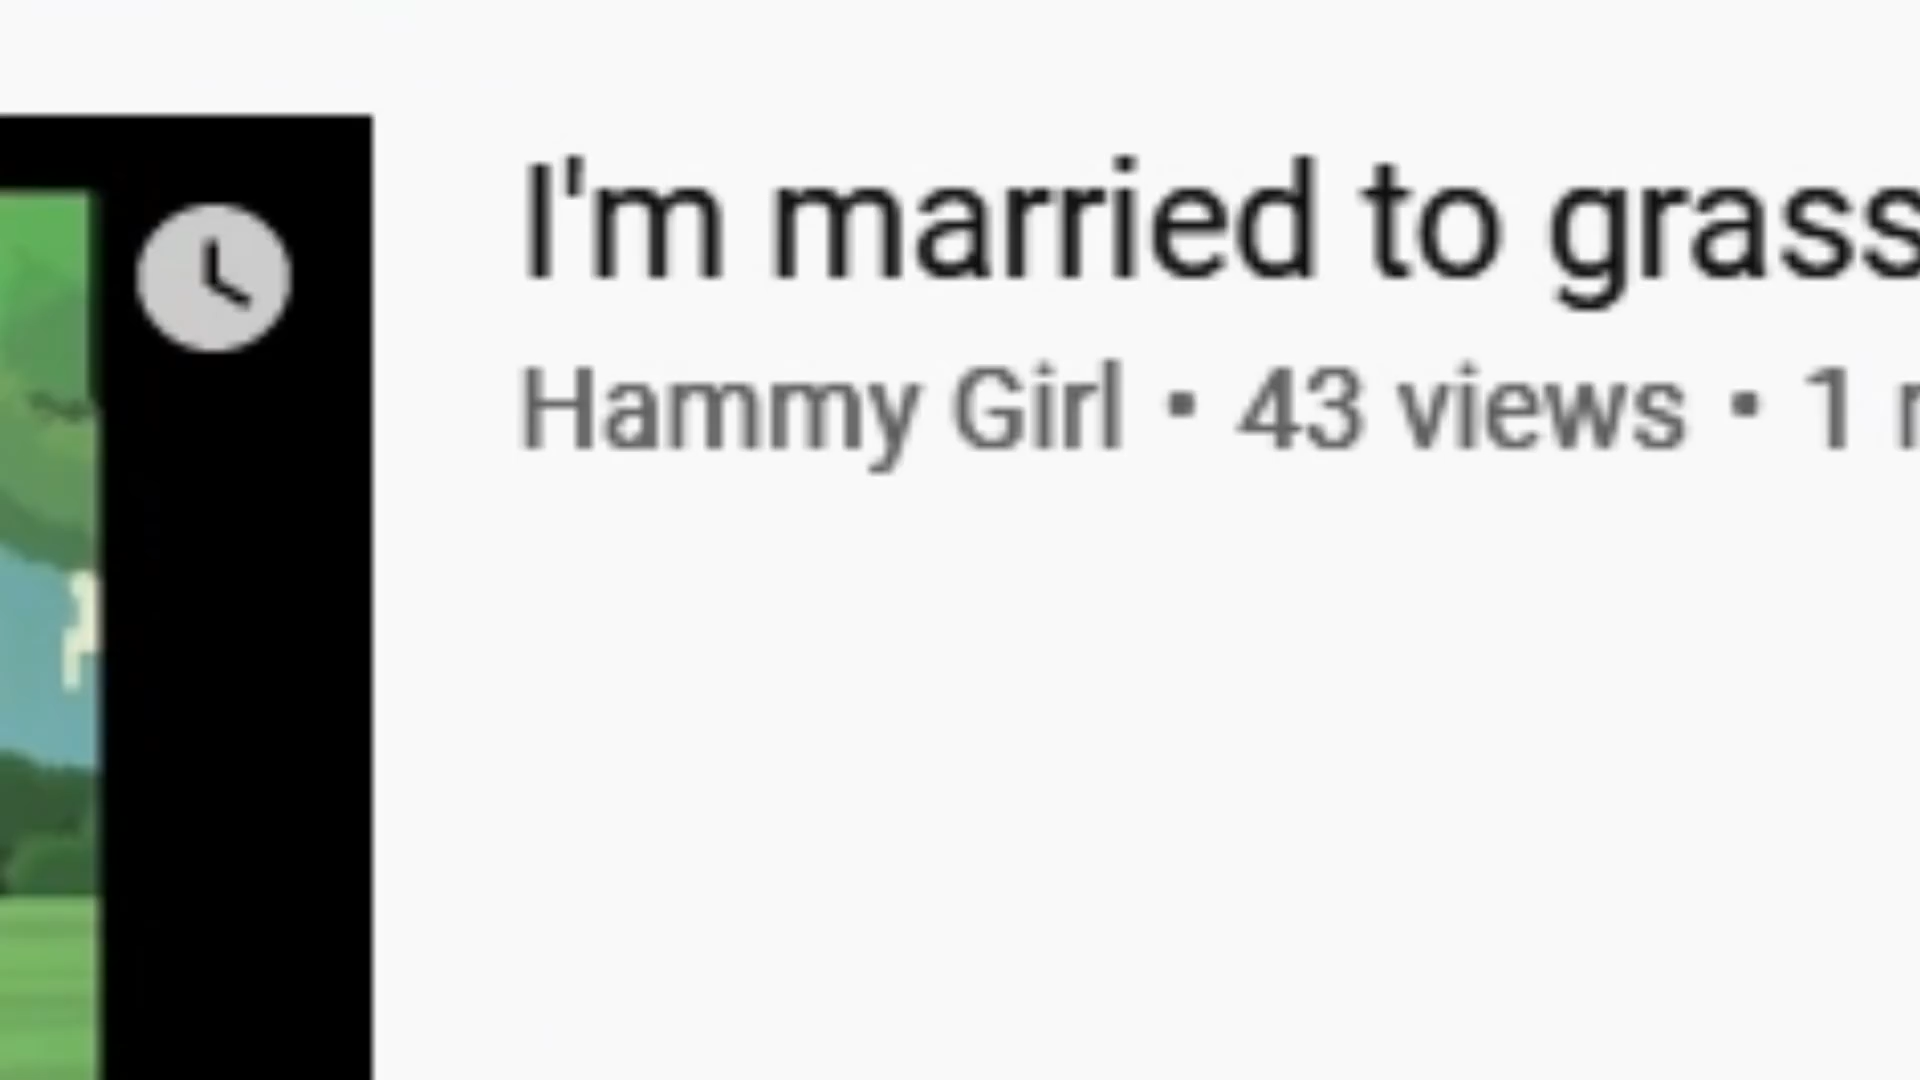 I'm married to grass
Hammy Girl • 43 views • 1